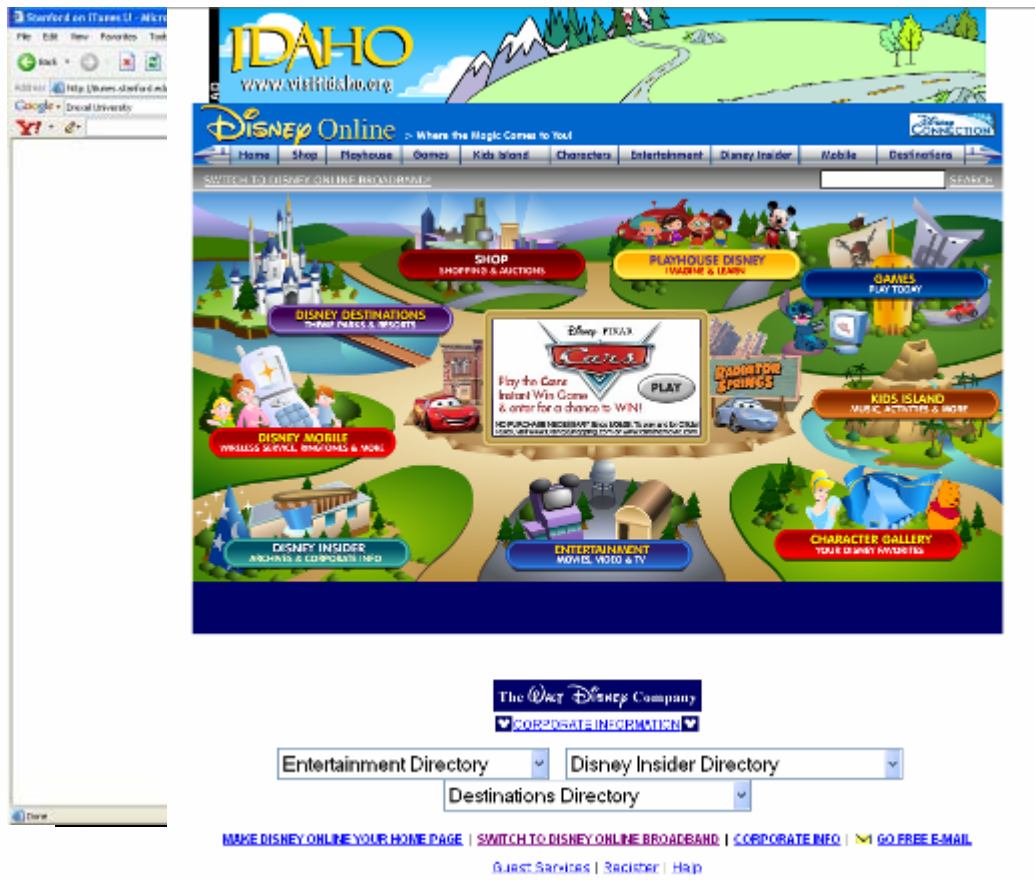 Stanford on iTunes U - Micro
File Edit View Favorites Tools
Back
Address http://itunes.stanford.edu
Google Drexel University
Y!
IDAHO
www.visitidaho.org
AD
Disney Online > Where the Magic Comes to You!
Disney CONNECTION
Home Shop Playhouse Games Kids Island Characters Entertainment Disney Insider Mobile Destinations
SWITCH TO DISNEY ONLINE BROADBAND!
SEARCH
SHOP
SHOPPING & AUCTIONS
PLAYHOUSE DISNEY
IMAGINE & LEARN
GAMES
PLAY TODAY
DISNEY DESTINATIONS
THEME PARKS & RESORTS
Disney PIXAR
Cars
Play the Cars
Instant Win Game
& enter for a chance to WIN!
PLAY
NO PURCHASE NECESSARY.
RADIATOR
SPRINGS
KIDS ISLAND
MUSIC, ACTIVITIES & MORE
DISNEY MOBILE
WIRELESS SERVICE, RINGTONES & MORE
DISNEY INSIDER
ARCHIVES & CORPORATE INFO
ENTERTAINMENT
MOVIES, VIDEO & TV
CHARACTER GALLERY
YOUR DISNEY FAVORITES
The Walt Disney Company
CORPORATE INFORMATION
Entertainment Directory Disney Insider Directory
Destinations Directory
Done
MAKE DISNEY ONLINE YOUR HOME PAGE | SWITCH TO DISNEY ONLINE BROADBAND | CORPORATE INFO | GO FREE E-MAIL
Guest Services | Register | Help